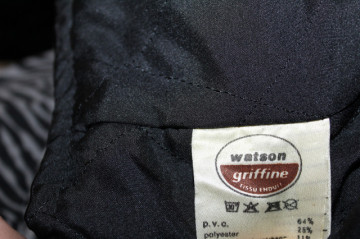 watson
griffine
TISSU ENDUIT
p.v.c. 64%
polyester 25%